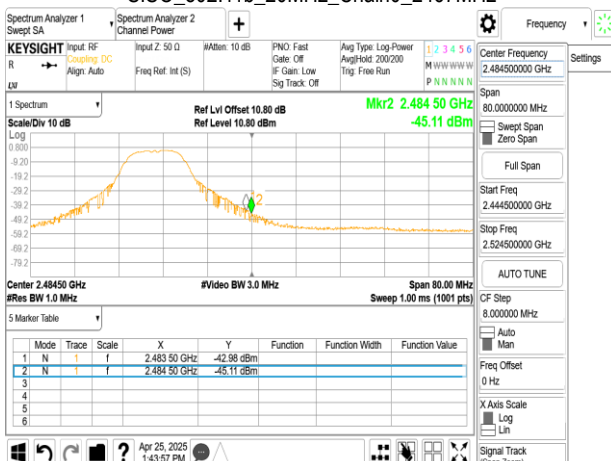 Spectrum Analyzer 1
Swept SA
Spectrum Analyzer 2
Channel Power
+
Frequency
KEYSIGHT
R
LXI
Input: RF
Coupling: DC
Align: Auto
Input Z: 50 Ω
Freq Ref: Int (S)
#Atten: 10 dB
PNO: Fast
Gate: Off
IF Gain: Low
Sig Track: Off
Avg Type: Log-Power
Avg|Hold: 200/200
Trig: Free Run
1 2 3 4 5 6
M W W W W W
P N N N N N
1 Spectrum
Scale/Div 10 dB
Ref Lvl Offset 10.80 dB
Ref Level 10.80 dBm
Mkr2 2.484 50 GHz
-45.11 dBm
Log
0.800
-9.20
-19.2
-29.2
-39.2
-49.2
-59.2
-69.2
-79.2
2
Center 2.48450 GHz
#Res BW 1.0 MHz
#Video BW 3.0 MHz
Span 80.00 MHz
Sweep 1.00 ms (1001 pts)
5 Marker Table
Mode Trace Scale X Y Function Function Width Function Value
1 N 1 f 2.483 50 GHz -42.98 dBm
2 N 1 f 2.484 50 GHz -45.11 dBm
3
4
5
6
Apr 25, 2025
1:43:57 PM
Center Frequency
2.484500000 GHz
Settings
Span
80.0000000 MHz
Swept Span
Zero Span
Full Span
Start Freq
2.444500000 GHz
Stop Freq
2.524500000 GHz
AUTO TUNE
CF Step
8.000000 MHz
Auto
Man
Freq Offset
0 Hz
X Axis Scale
Log
Lin
Signal Track